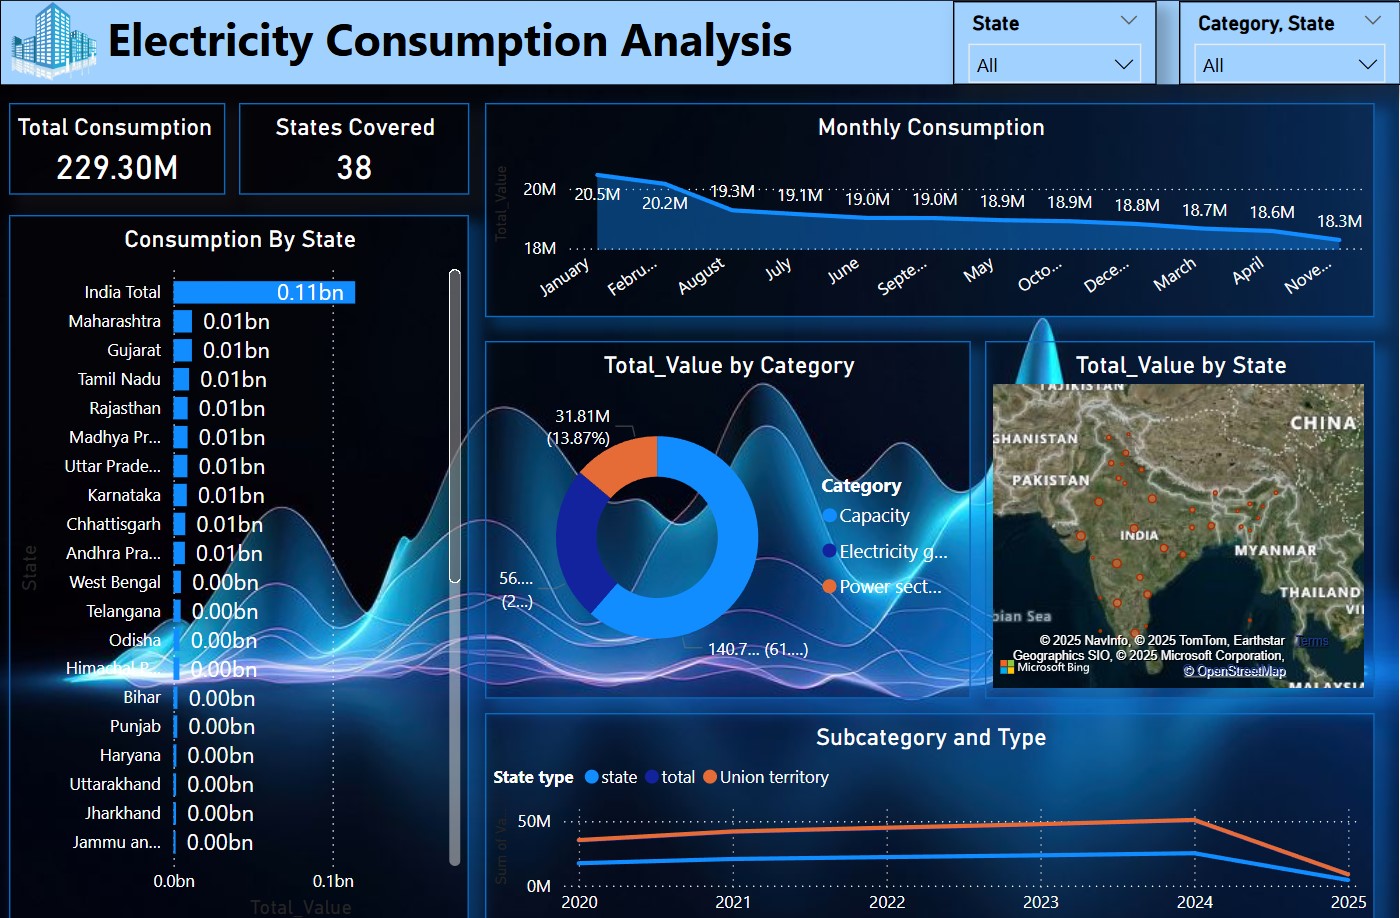 Electricity Consumption Analysis
State
All
Category, State
All
Total Consumption
229.30M
States Covered
38
Monthly Consumption
Total_Value
20M
18M
20.5M
20.2M
19.3M
19.1M
19.0M
19.0M
18.9M
18.9M
18.8M
18.7M
18.6M
18.3M
January
Febru...
August
July
June
Septe...
May
Octo...
Dece...
March
April
Nove...
Consumption By State
State
India Total 0.11bn
Maharashtra 0.01bn
Gujarat 0.01bn
Tamil Nadu 0.01bn
Rajasthan 0.01bn
Madhya Pr... 0.01bn
Uttar Prade... 0.01bn
Karnataka 0.01bn
Chhattisgarh 0.01bn
Andhra Pra... 0.01bn
West Bengal 0.00bn
Telangana 0.00bn
Odisha 0.00bn
Himachal P... 0.00bn
Bihar 0.00bn
Punjab 0.00bn
Haryana 0.00bn
Uttarakhand 0.00bn
Jharkhand 0.00bn
Jammu an... 0.00bn
0.0bn 0.1bn
Total_Value
Total_Value by Category
31.81M
(13.87%)
56....
(2...)
140.7... (61....)
Category
Capacity
Electricity g...
Power sect...
Total_Value by State
TAJIKISTAN
CHINA
GHANISTAN
PAKISTAN
INDIA
MYANMAR
THAILAND
VI
bian Sea
© 2025 NavInfo, © 2025 TomTom, Earthstar
Terms
Geographics SIO, © 2025 Microsoft Corporation,
Microsoft Bing
© OpenStreetMap
MALAYSIA
Subcategory and Type
State type state total Union territory
Sum of Va...
50M
0M
2020 2021 2022 2023 2024 2025